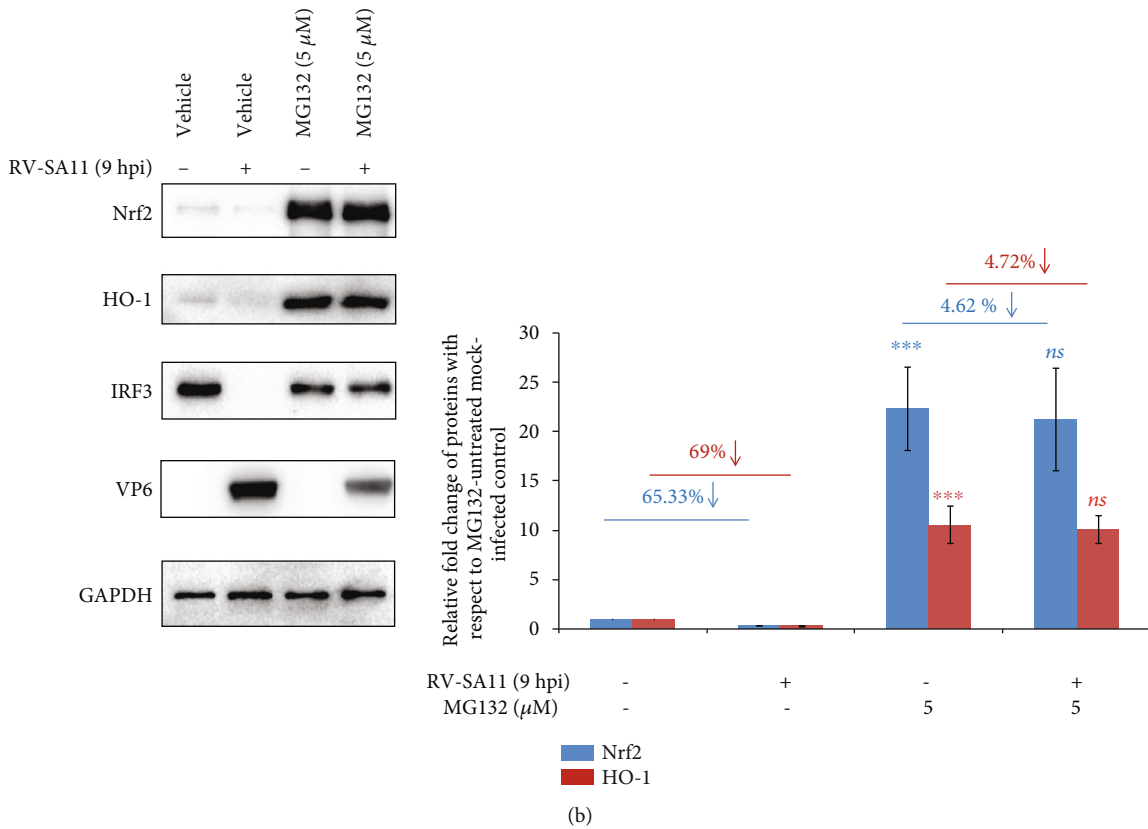 Vehicle
Vehicle
MG132 (5 μM)
MG132 (5 μM)
RV-SA11 (9 hpi)
–
+
–
+
Nrf2
HO-1
IRF3
VP6
GAPDH
Relative fold change of proteins with
respect to MG132-untreated mock-
infected control
30
25
20
15
10
5
0
65.33%↓
69%↓
4.72%↓
4.62 % ↓
***
***
ns
ns
RV-SA11 (9 hpi)
-
+
-
+
MG132 (μM)
-
-
5
5
Nrf2
HO-1
(b)